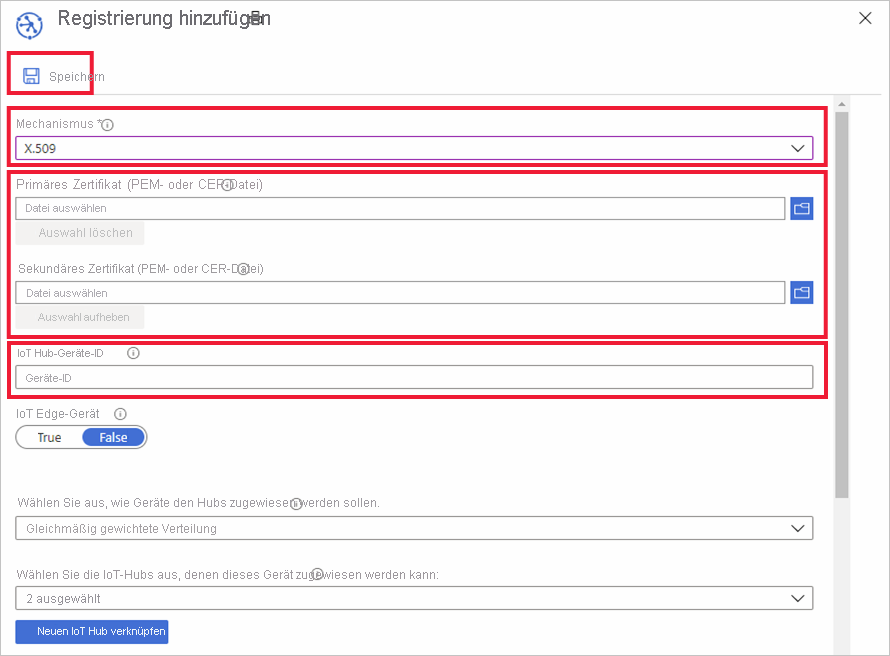 Registrierung hinzufügen
Speichern
Mechanismus *
X.509
Primäres Zertifikat (PEM- oder CER-Datei)
Datei auswählen
Auswahl löschen
Sekundäres Zertifikat (PEM- oder CER-Datei)
Datei auswählen
Auswahl aufheben
IoT Hub-Geräte-ID
Geräte-ID
IoT Edge-Gerät
True False
Wählen Sie aus, wie Geräte den Hubs zugewiesen werden sollen.
Gleichmäßig gewichtete Verteilung
Wählen Sie die IoT-Hubs aus, denen dieses Gerät zugewiesen werden kann:
2 ausgewählt
Neuen IoT Hub verknüpfen